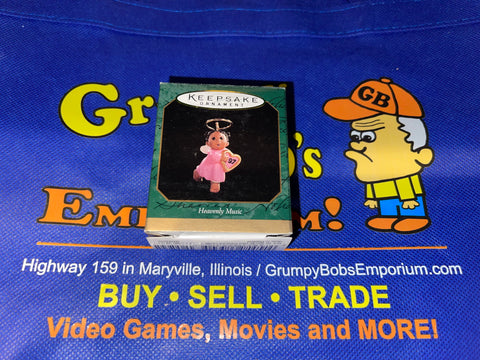 Gr
b's
GB
HALLMARK
KEEPSAKE
ORNAMENT
97
Heavenly Music
Em
m!
Highway 159 in Maryville, Illinois / GrumpyBobsEmporium.com
BUY • SELL • TRADE
Video Games, Movies and MORE!